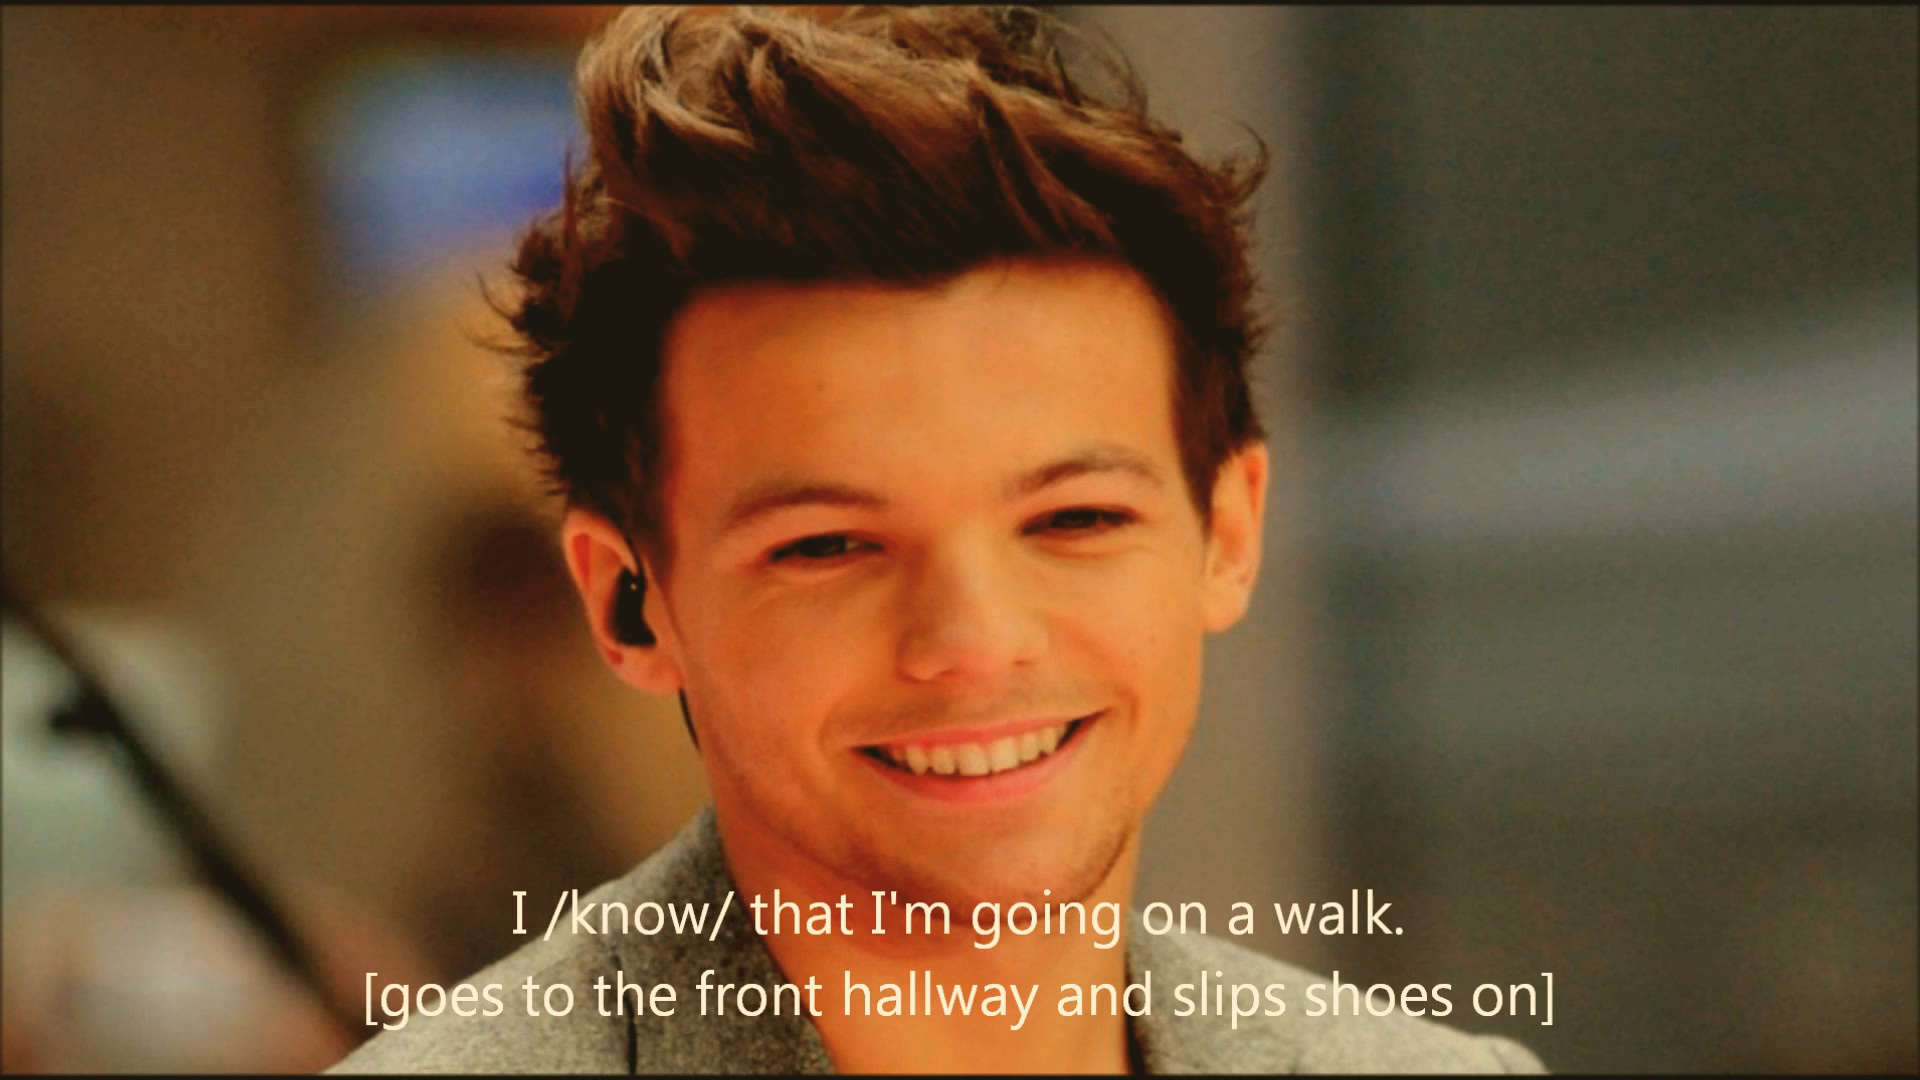 I /know/ that I'm going on a walk.
[goes to the front hallway and slips shoes on]